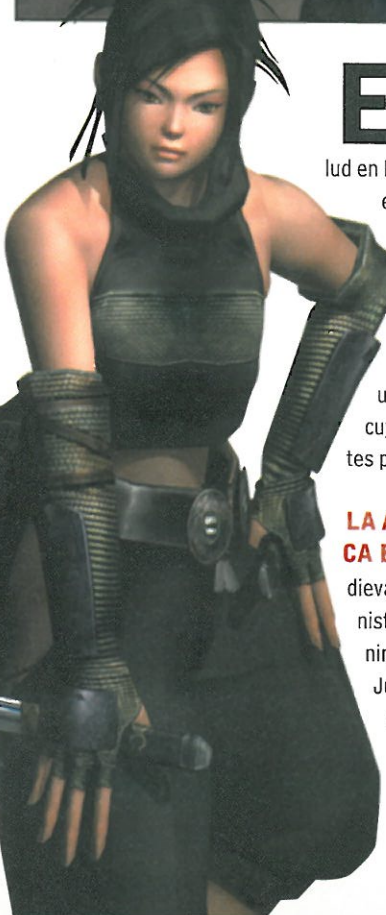 E
lud en l
e
u
cu
tes p
LA A
CA E
dieva
nist
nin
Ju